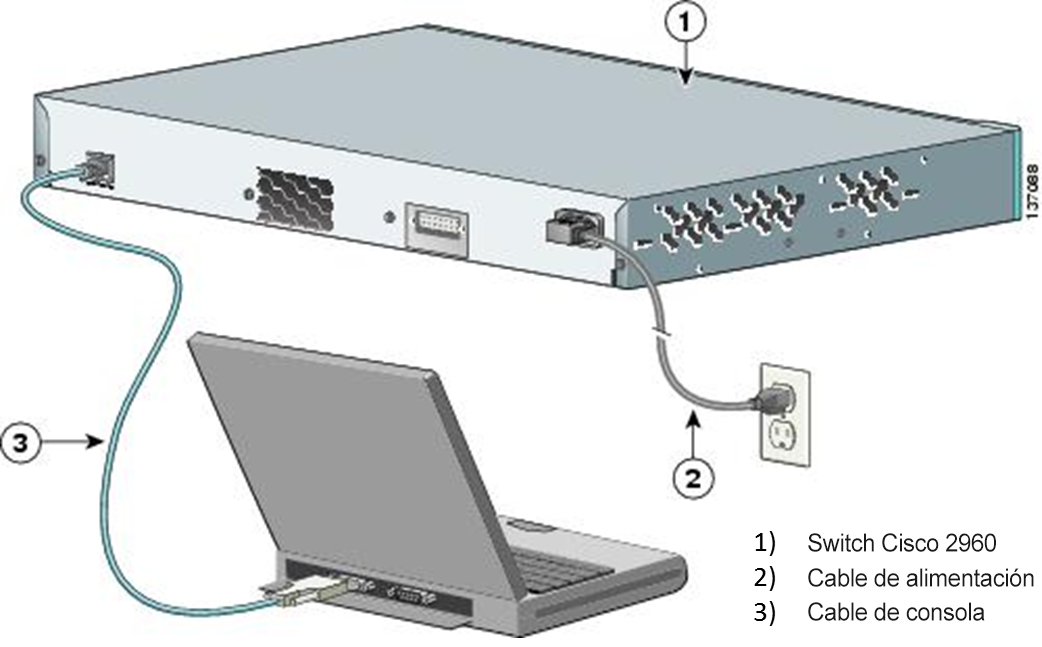 1
137088
3
2
1) Switch Cisco 2960
2) Cable de alimentación
3) Cable de consola